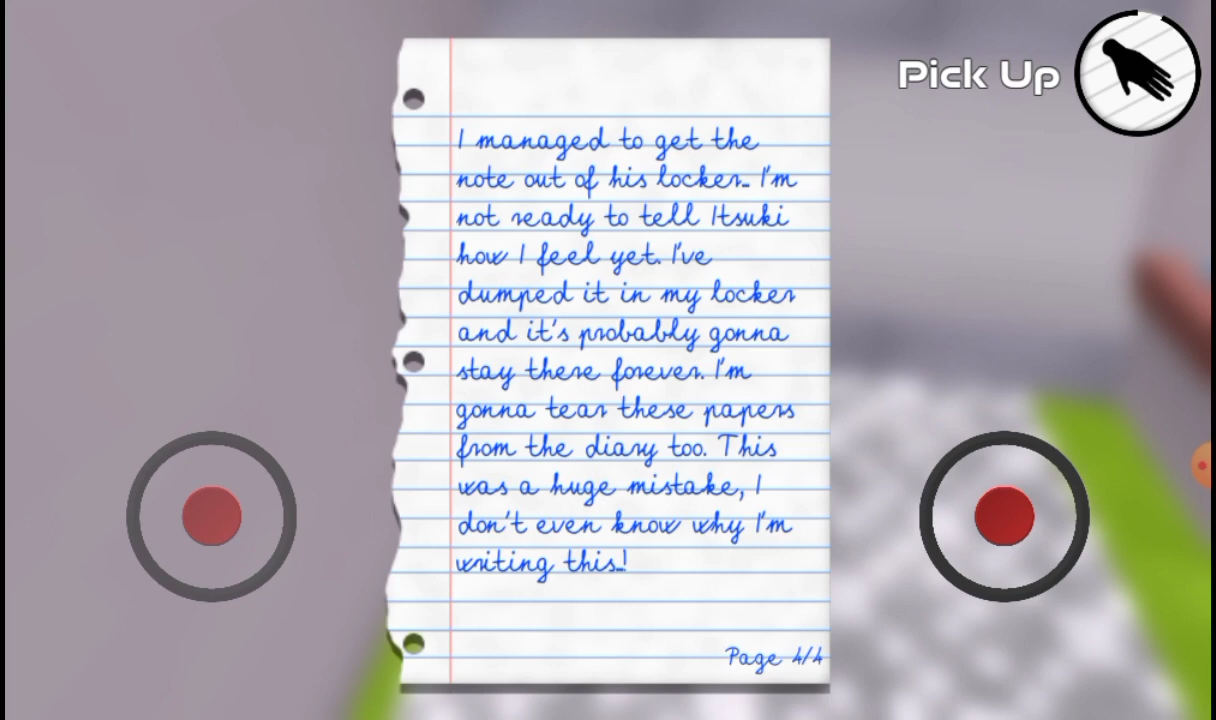 Pick Up
I managed to get the
note out of his locker.. I'm
not ready to tell Itsuki
how I feel yet. I've
dumped it in my locker
and it's probably gonna
stay there forever. I'm
gonna tear these papers
from the diary too. This
was a huge mistake, I
don't even know why I'm
writing this..!
Page 4/4